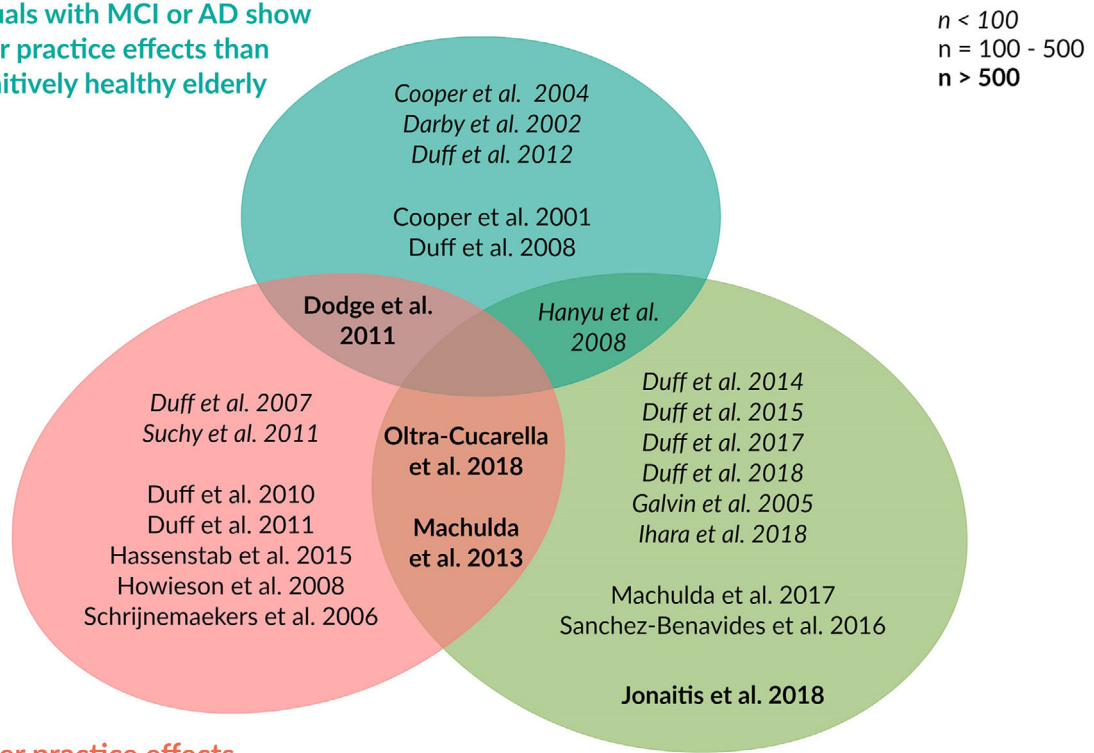 uals with MCI or AD show
r practice effects than
nitively healthy elderly
n < 100
n = 100 - 500
n > 500
Cooper et al. 2004
Darby et al. 2002
Duff et al. 2012
Cooper et al. 2001
Duff et al. 2008
Dodge et al.
2011
Hanyu et al.
2008
Duff et al. 2007
Suchy et al. 2011
Duff et al. 2010
Duff et al. 2011
Hassenstab et al. 2015
Howieson et al. 2008
Schrijnemaekers et al. 2006
Oltra-Cucarella
et al. 2018
Machulda
et al. 2013
Duff et al. 2014
Duff et al. 2015
Duff et al. 2017
Duff et al. 2018
Galvin et al. 2005
Ihara et al. 2018
Machulda et al. 2017
Sanchez-Benavides et al. 2016
Jonaitis et al. 2018
er practice effects